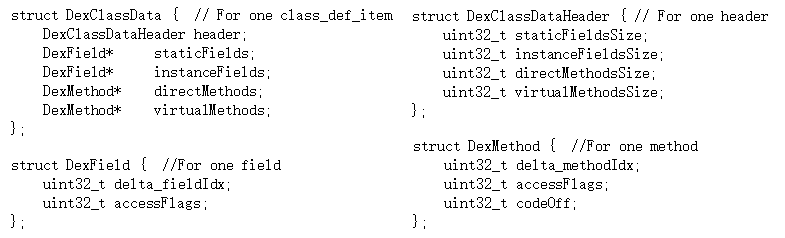 struct DexClassData {  // For one class_def_item
    DexClassDataHeader header;
    DexField*    staticFields;
    DexField*    instanceFields;
    DexMethod*   directMethods;
    DexMethod*   virtualMethods;
};
struct DexField {  //For one field
    uint32_t delta_fieldIdx;
    uint32_t accessFlags;
};
struct DexClassDataHeader { // For one header
    uint32_t staticFieldsSize;
    uint32_t instanceFieldsSize;
    uint32_t directMethodsSize;
    uint32_t virtualMethodsSize;
};
struct DexMethod {  //For one method
    uint32_t delta_methodIdx;
    uint32_t accessFlags;
    uint32_t codeOff;
};